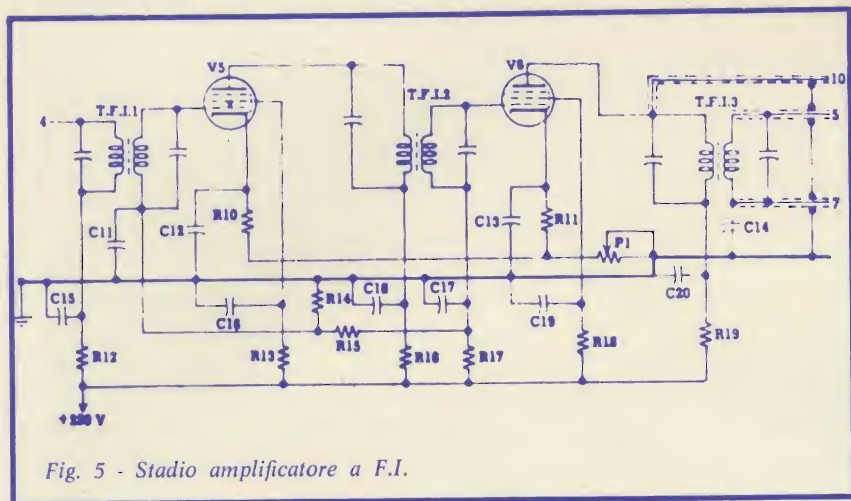 V5
V6
10
T.F.I.1
T.F.I.2
T.F.I.3
4
5
R10
R11
7
C11
C12
C13
P1
C14
C15
C16
R14
C18
C17
C19
C20
R15
R12
R13
R16
R17
R18
R19
+250 V
Fig. 5 - Stadio amplificatore a F.I.